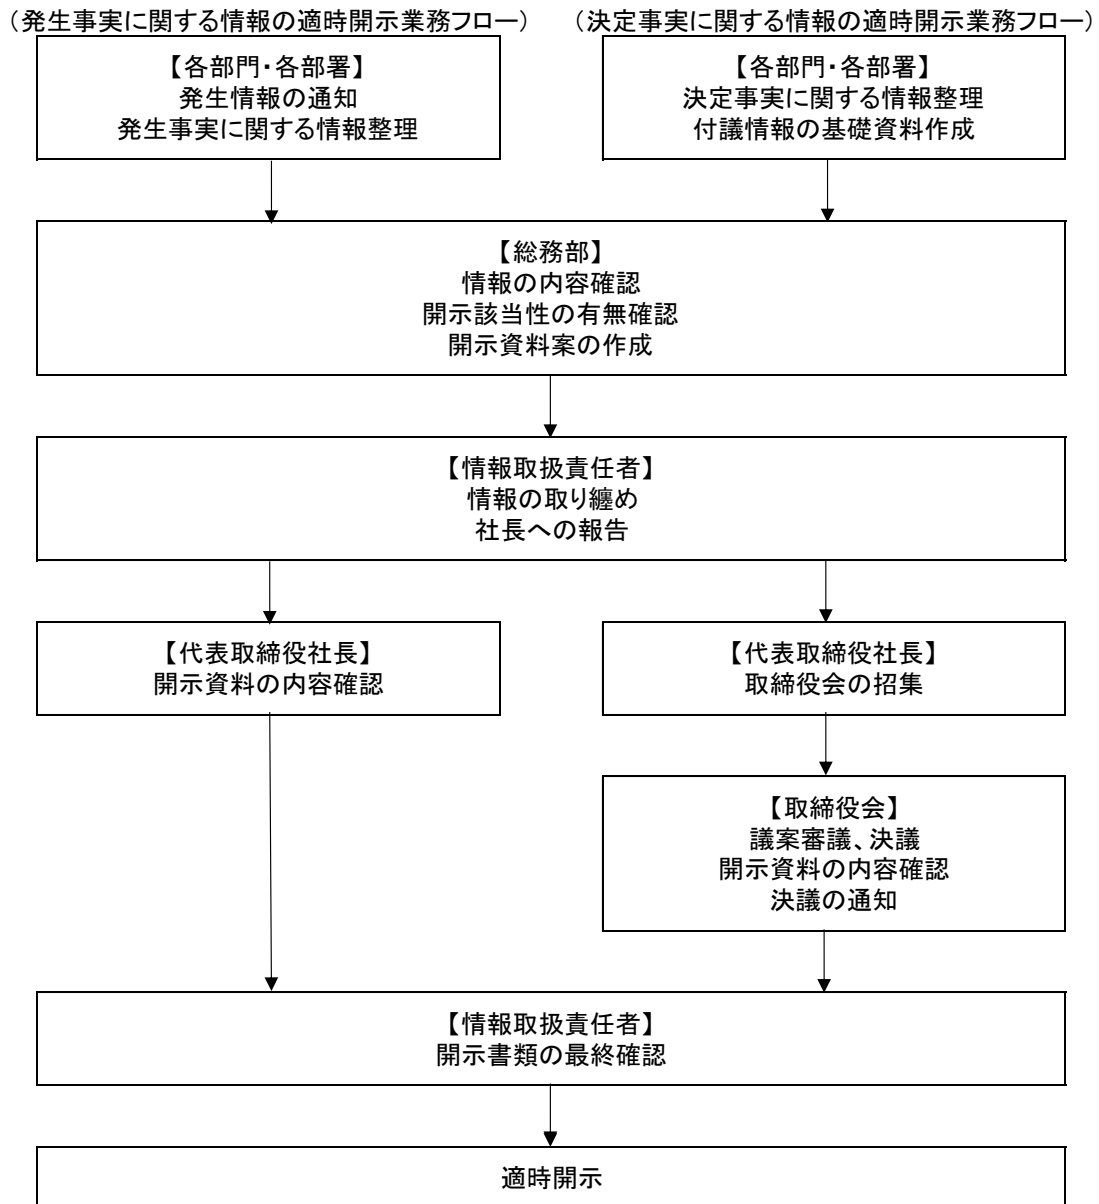 （発生事実に関する情報の適時開示業務フロー）
（決定事実に関する情報の適時開示業務フロー）
【各部門・各部署】
発生情報の通知
発生事実に関する情報整理
【各部門・各部署】
決定事実に関する情報整理
付議情報の基礎資料作成
【総務部】
情報の内容確認
開示該当性の有無確認
開示資料案の作成
【情報取扱責任者】
情報の取り纏め
社長への報告
【代表取締役社長】
開示資料の内容確認
【代表取締役社長】
取締役会の招集
【取締役会】
議案審議、決議
開示資料の内容確認
決議の通知
【情報取扱責任者】
開示書類の最終確認
適時開示